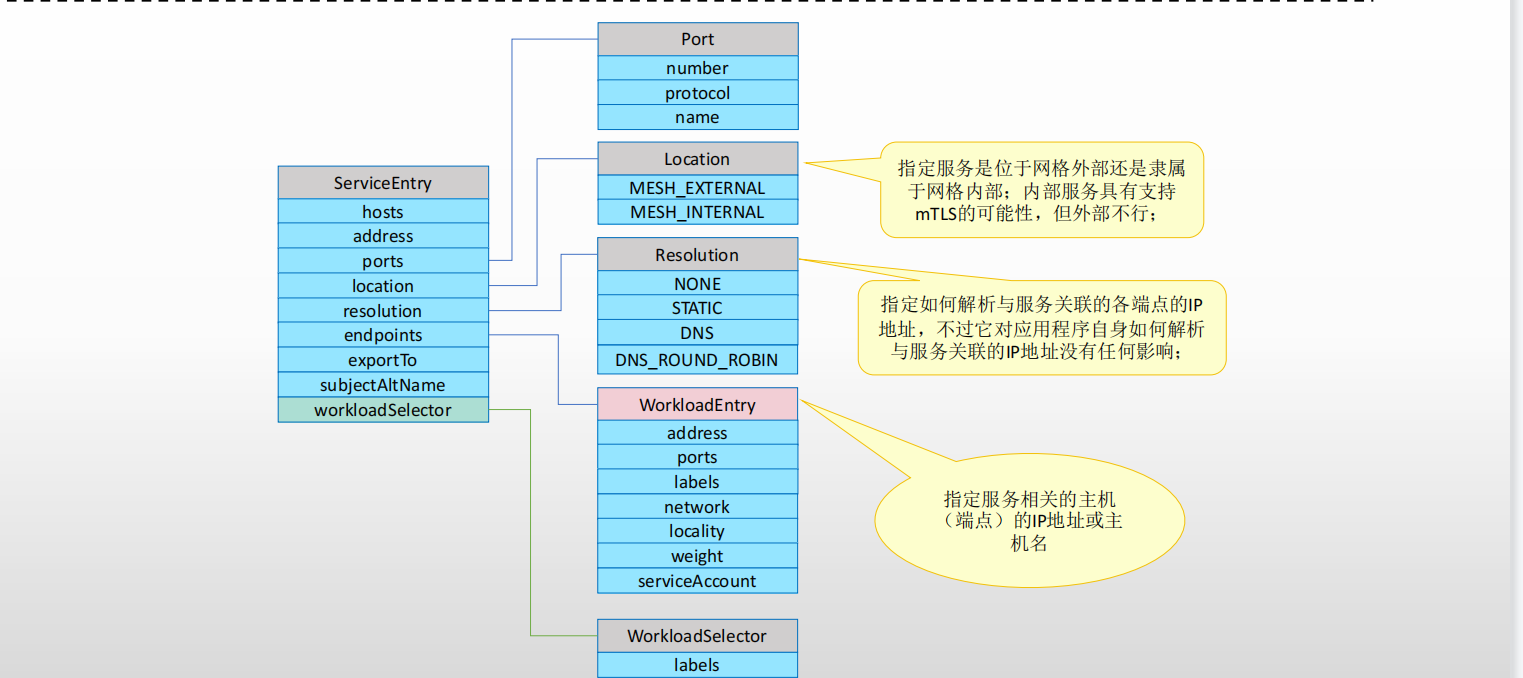 ServiceEntry
hosts
address
ports
location
resolution
endpoints
exportTo
subjectAltName
workloadSelector
Port
number
protocol
name
Location
MESH_EXTERNAL
MESH_INTERNAL
指定服务是位于网格外部还是隶属
于网格内部；内部服务具有支持
mTLS的可能性，但外部不行；
Resolution
NONE
STATIC
DNS
DNS_ROUND_ROBIN
指定如何解析与服务关联的各端点的IP
地址，不过它对应用程序自身如何解析
与服务关联的IP地址没有任何影响；
WorkloadEntry
address
ports
labels
network
locality
weight
serviceAccount
指定服务相关的主机
（端点）的IP地址或主
机名
WorkloadSelector
labels